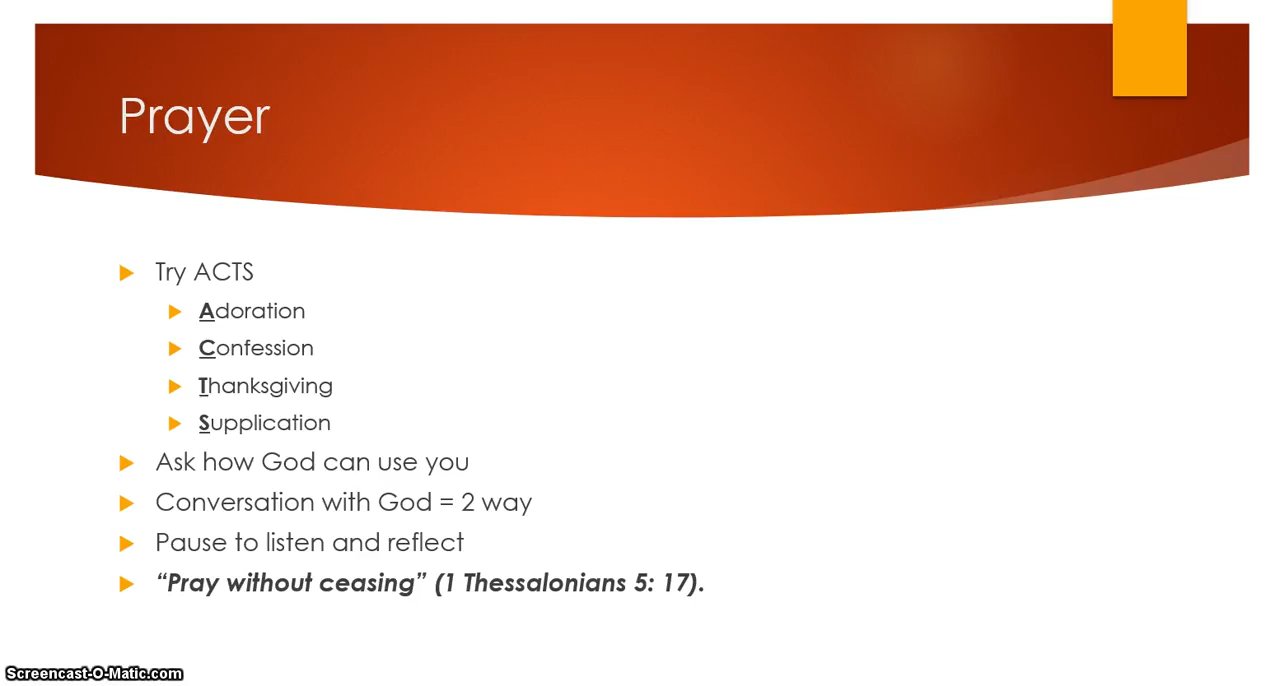 Prayer
Try ACTS
Adoration
Confession
Thanksgiving
Supplication
Ask how God can use you
Conversation with God = 2 way
Pause to listen and reflect
“Pray without ceasing” (1 Thessalonians 5: 17).
Screencast-O-Matic.com